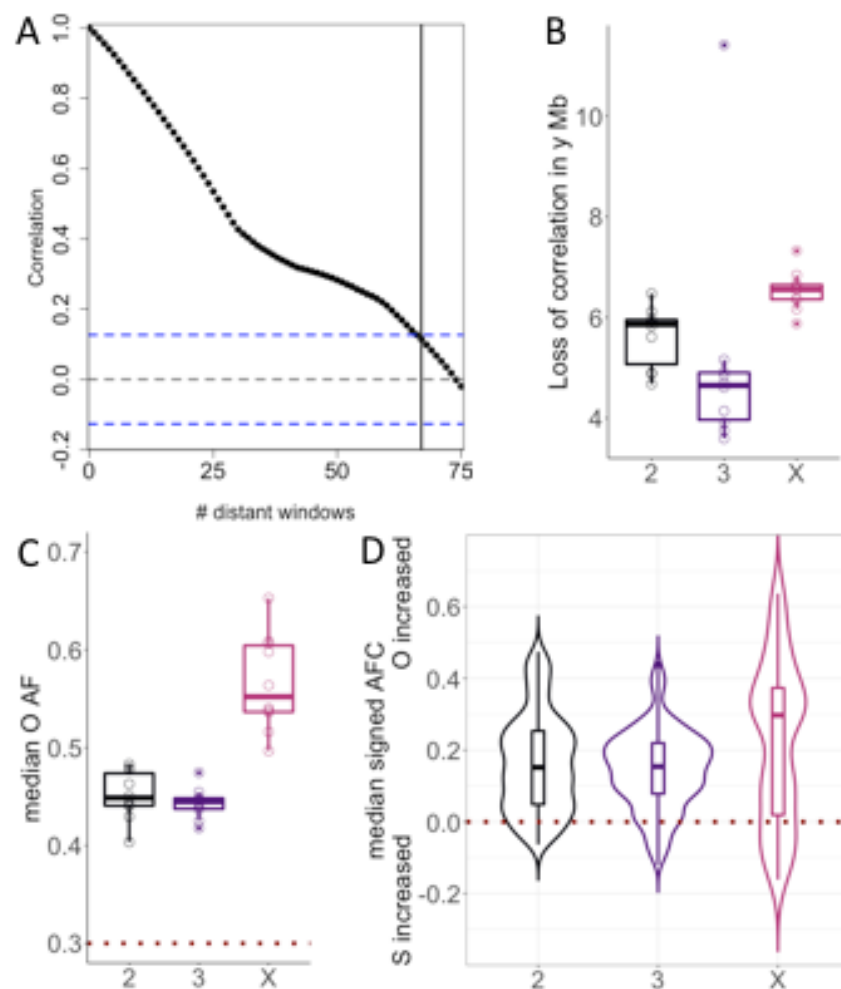 A
Correlation
1.0
0.8
0.6
0.4
0.2
0.0
-0.2
0 25 50 75
# distant windows
B
Loss of correlation in y Mb
10
8
6
4
2 3 X
C
median O AF
0.7
0.6
0.5
0.4
0.3
2 3 X
D
S increased
O increased
median signed AFC
0.6
0.4
0.2
0.0
-0.2
2 3 X